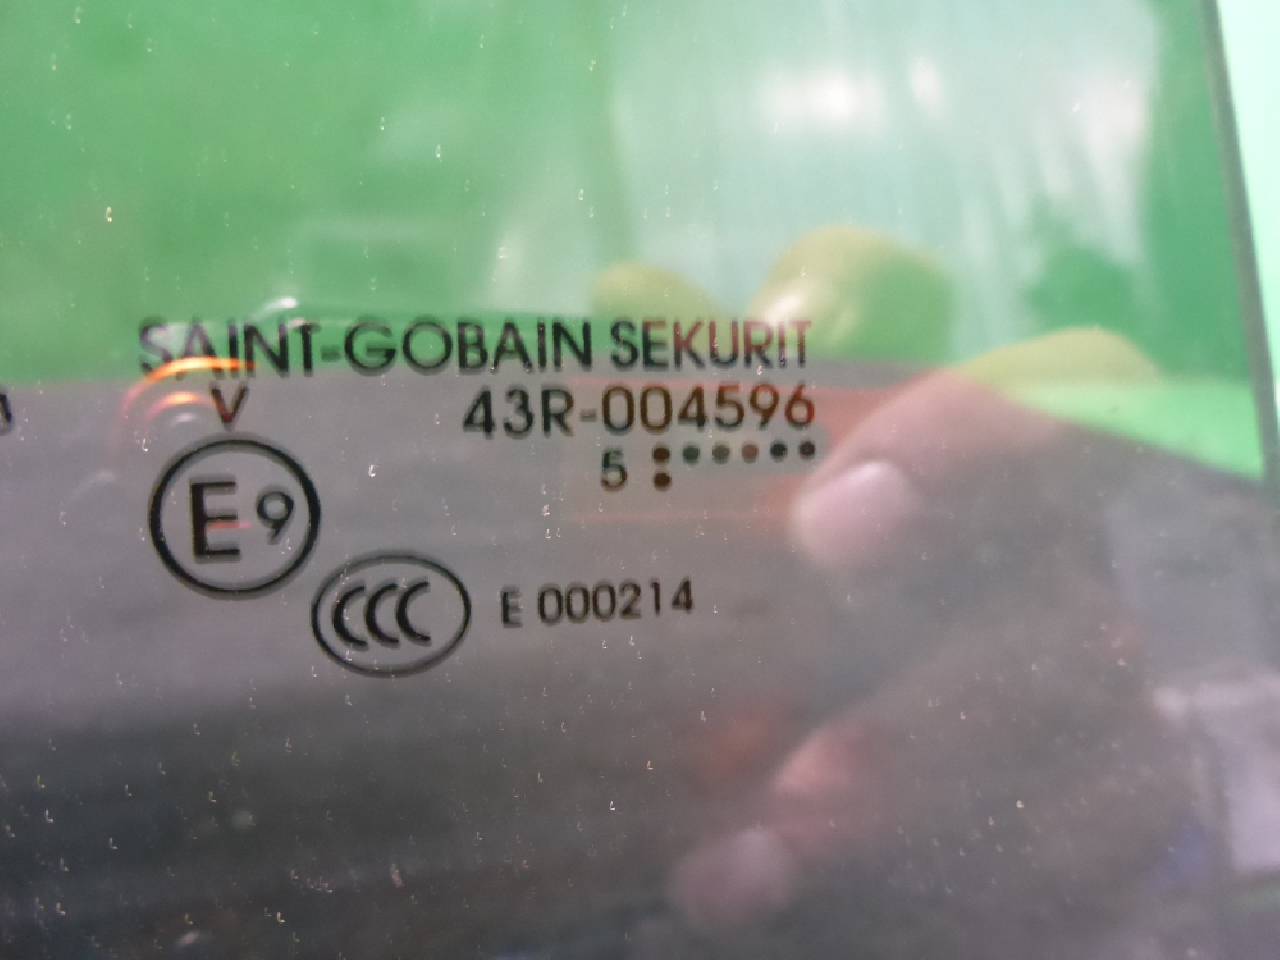 SAINT-GOBAIN SEKURIT
V 43R-004596
5 :•••••
E9
CCC E 000214